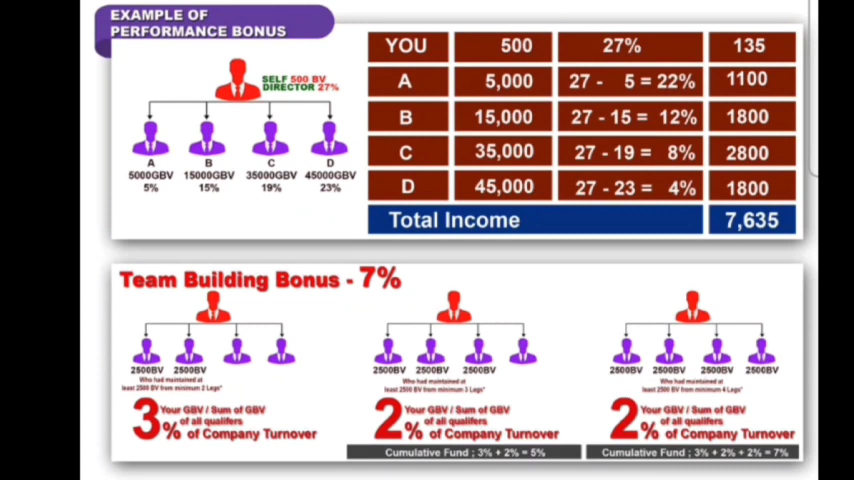 EXAMPLE OF
PERFORMANCE BONUS
SELF 500 BV
DIRECTOR 27%
A B C D
5000GBV 15000GBV 35000GBV 45000GBV
5% 15% 19% 23%
YOU 500 27% 135
A 5,000 27 - 5 = 22% 1100
B 15,000 27 - 15 = 12% 1800
C 35,000 27 - 19 = 8% 2800
D 45,000 27 - 23 = 4% 1800
Total Income 7,635
Team Building Bonus - 7%
2500BV 2500BV
Who had maintained at
least 2500 BV from minimum 2 Legs*
3% Your GBV / Sum of GBV
of all qualifers
of Company Turnover
2500BV 2500BV 2500BV
Who had maintained at
least 2500 BV from minimum 3 Legs*
2% Your GBV / Sum of GBV
of all qualifers
of Company Turnover
Cumulative Fund ; 3% + 2% = 5%
2500BV 2500BV 2500BV 2500BV
Who had maintained at
least 2500 BV from minimum 4 Legs*
2% Your GBV / Sum of GBV
of all qualifers
of Company Turnover
Cumulative Fund ; 3% + 2% + 2% = 7%